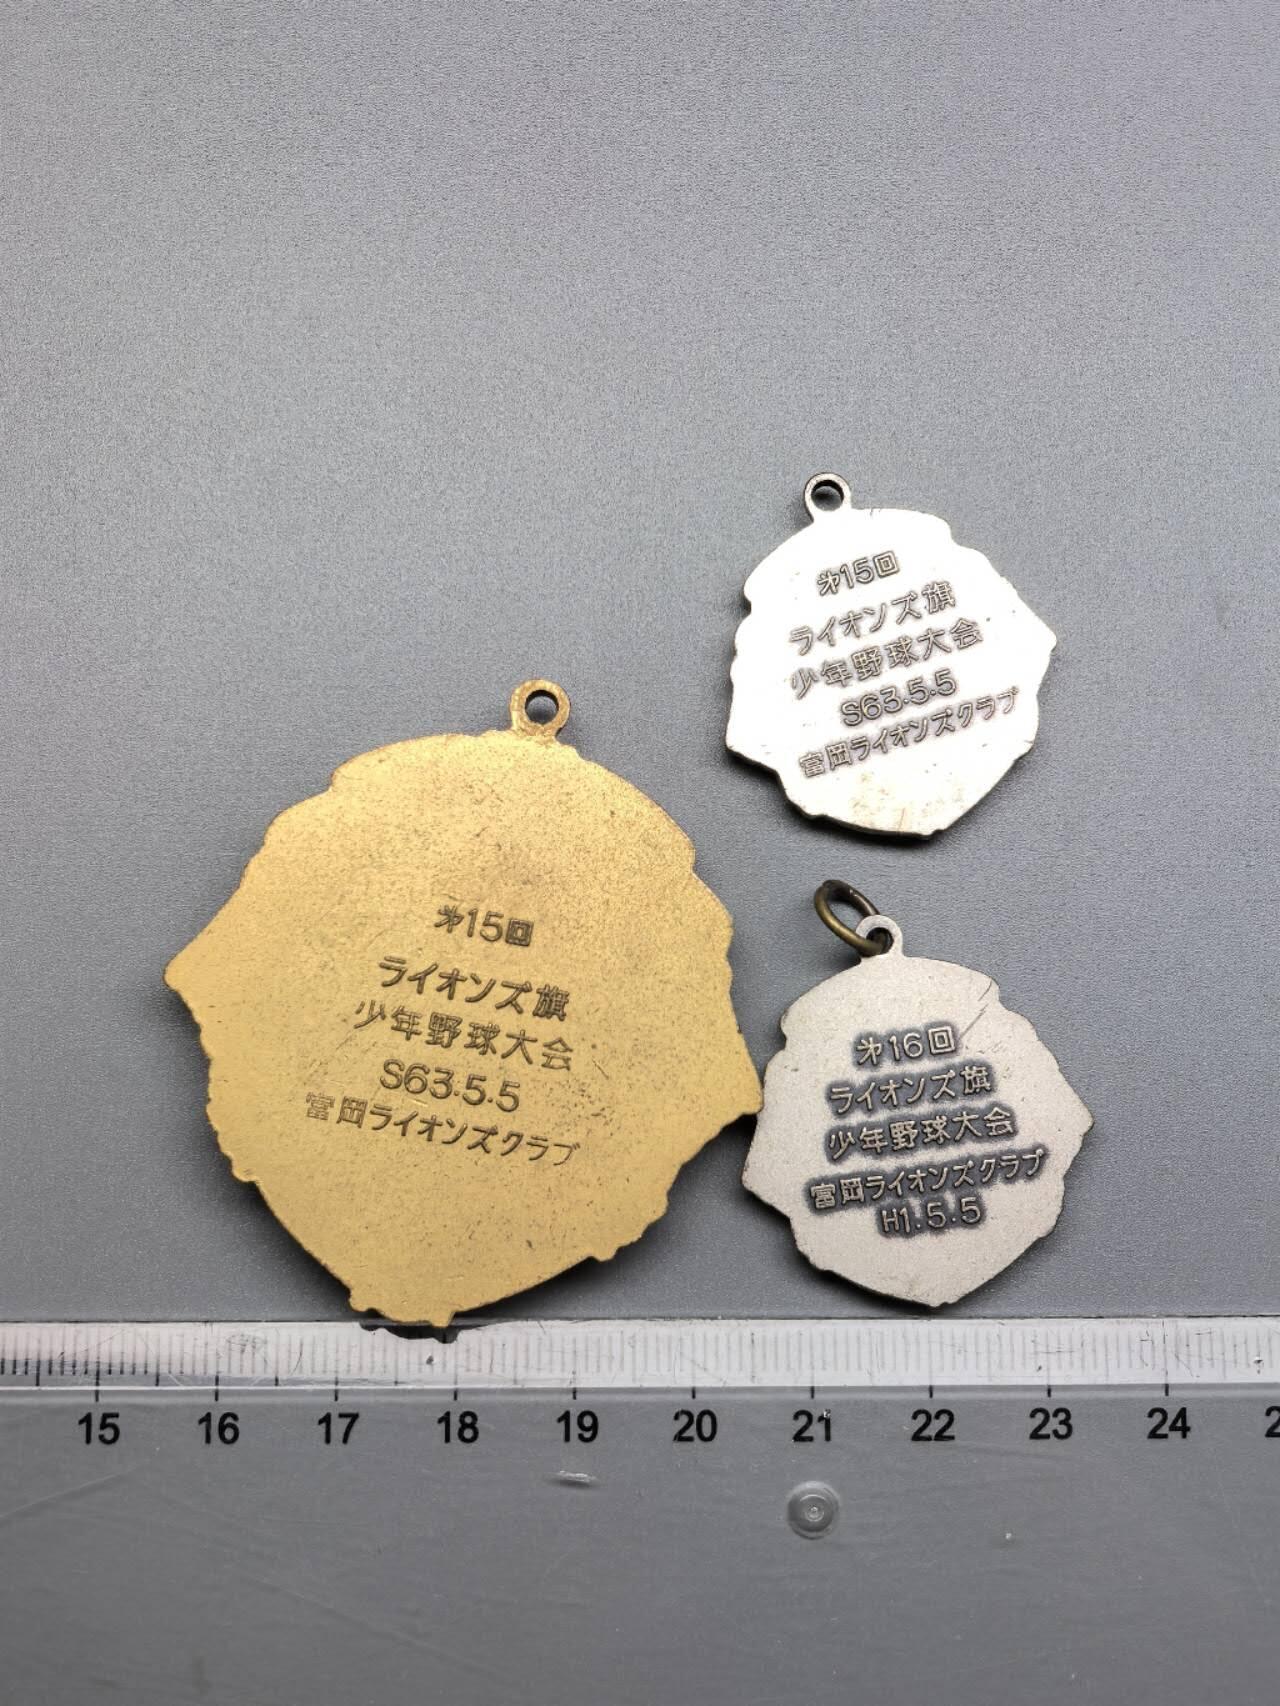 第15回
ライオンズ旗
少年野球大会
S63.5.5
富岡ライオンズクラブ
第15回
ライオンズ旗
少年野球大会
S63.5.5
富岡ライオンズクラブ
第16回
ライオンズ旗
少年野球大会
富岡ライオンズクラブ
H1.5.5
15 16 17 18 19 20 21 22 23 24